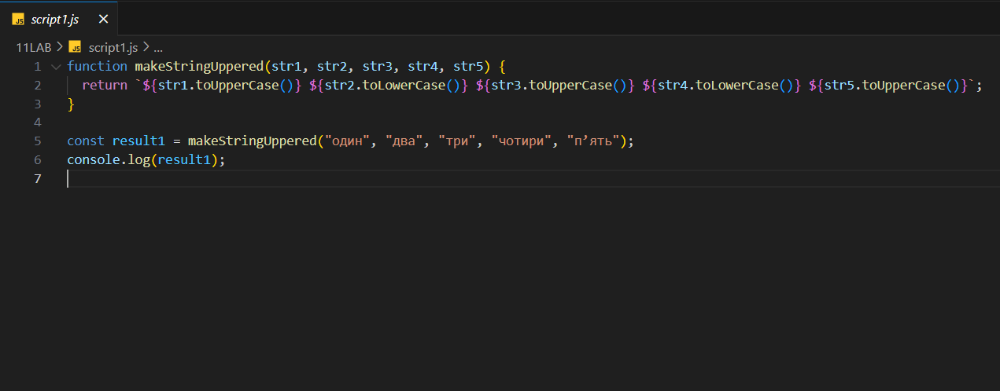 JS script1.js ×
11LAB > JS script1.js > ...
1 function makeStringUppered(str1, str2, str3, str4, str5) {
2 return `${str1.toUpperCase()} ${str2.toLowerCase()} ${str3.toUpperCase()} ${str4.toLowerCase()} ${str5.toUpperCase()}`;
3 }
4
5 const result1 = makeStringUppered("один", "два", "три", "чотири", "п’ять");
6 console.log(result1);
7